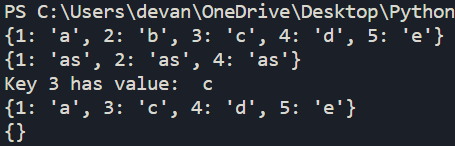 PS C:\Users\devan\OneDrive\Desktop\Python
{1: 'a', 2: 'b', 3: 'c', 4: 'd', 5: 'e'}
{1: 'as', 2: 'as', 4: 'as'}
Key 3 has value:  c
{1: 'a', 3: 'c', 4: 'd', 5: 'e'}
{}